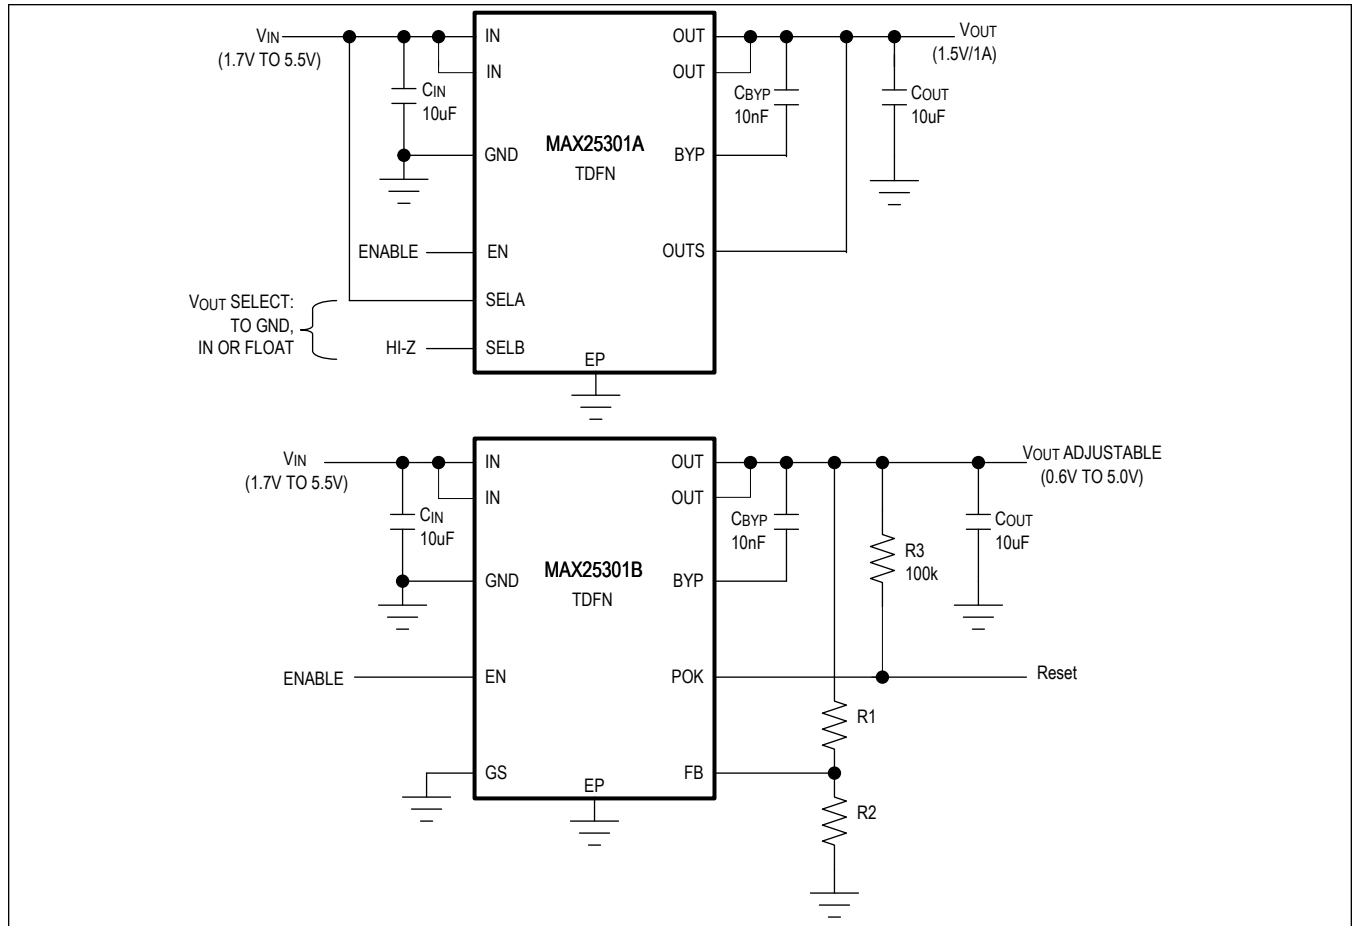 VIN
(1.7V TO 5.5V)
CIN
10uF
IN
IN
GND
ENABLE
EN
VOUT SELECT:
TO GND,
IN OR FLOAT
SELA
HI-Z
SELB
MAX25301A
TDFN
EP
OUT
OUT
BYP
OUTS
CBYP
10nF
COUT
10uF
VOUT
(1.5V/1A)
VIN
(1.7V TO 5.5V)
CIN
10uF
IN
IN
GND
ENABLE
EN
GS
MAX25301B
TDFN
EP
OUT
OUT
BYP
POK
FB
CBYP
10nF
R3
100k
COUT
10uF
VOUT ADJUSTABLE
(0.6V TO 5.0V)
Reset
R1
R2